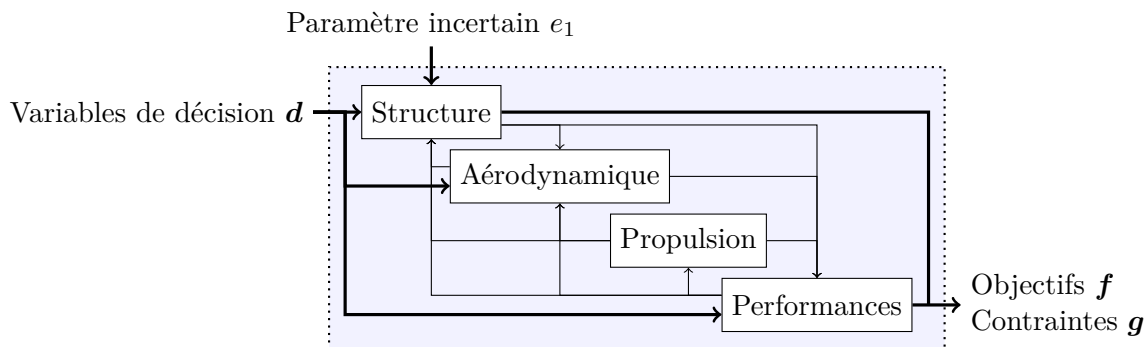 Paramètre incertain e1
Variables de décision d
Structure
Aérodynamique
Propulsion
Performances
Objectifs f
Contraintes g